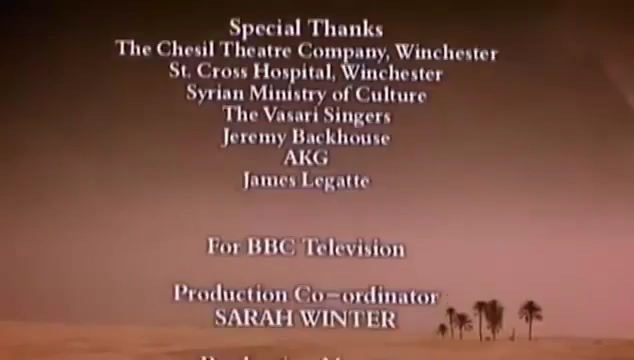 Special Thanks
The Chesil Theatre Company, Winchester
St. Cross Hospital, Winchester
Syrian Ministry of Culture
The Vasari Singers
Jeremy Backhouse
AKG
James Legatte
For BBC Television
Production Co-ordinator
SARAH WINTER